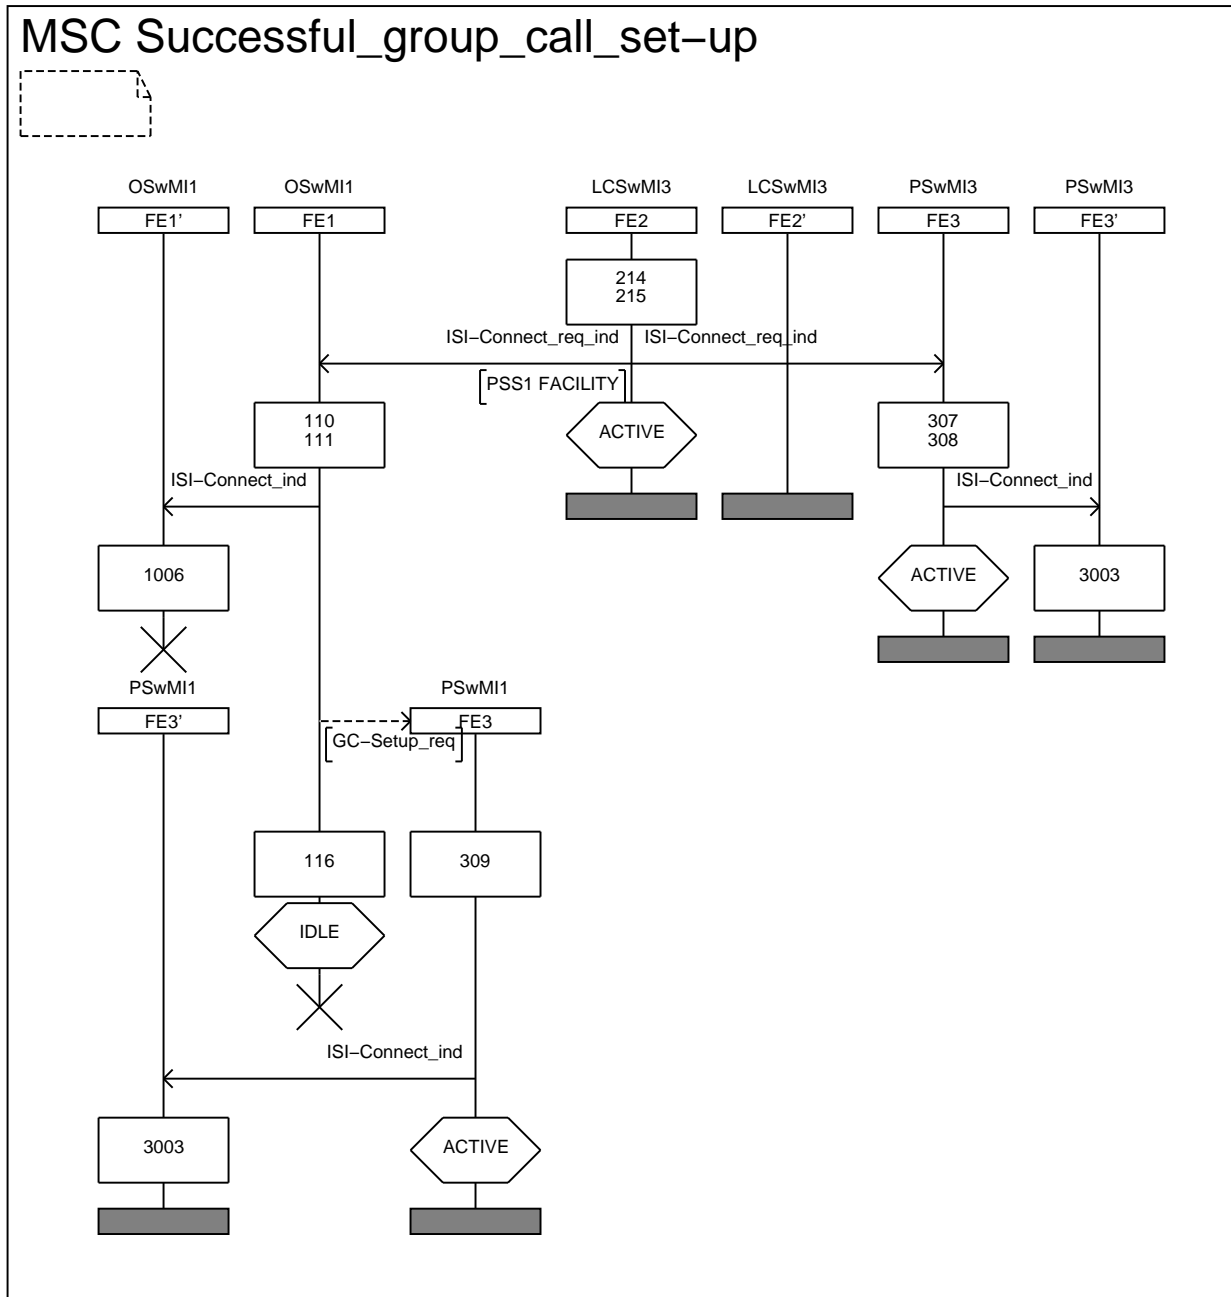 MSC Successful_group_call_set−up
OSwMI1 OSwMI1 LCSwMI3 LCSwMI3 PSwMI3 PSwMI3
FE1' FE1 FE2 FE2' FE3 FE3'
214
215
ISI−Connect_req_ind ISI−Connect_req_ind
PSS1 FACILITY
110
111
ACTIVE
307
308
ISI−Connect_ind ISI−Connect_ind
1006 ACTIVE 3003
PSwMI1 PSwMI1
FE3' FE3
GC−Setup_req
116 309
IDLE
ISI−Connect_ind
3003 ACTIVE